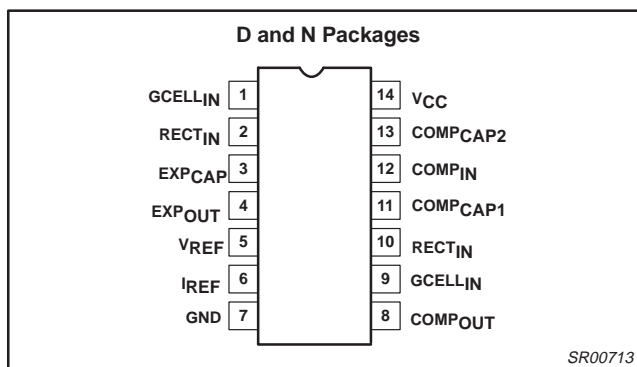 D and N Packages
GCELLIN 1
RECTIN 2
EXPCAP 3
EXPOUT 4
VREF 5
IREF 6
GND 7
14 VCC
13 COMPCAP2
12 COMPIN
11 COMPCAP1
10 RECTIN
9 GCELLIN
8 COMPOUT
SR00713